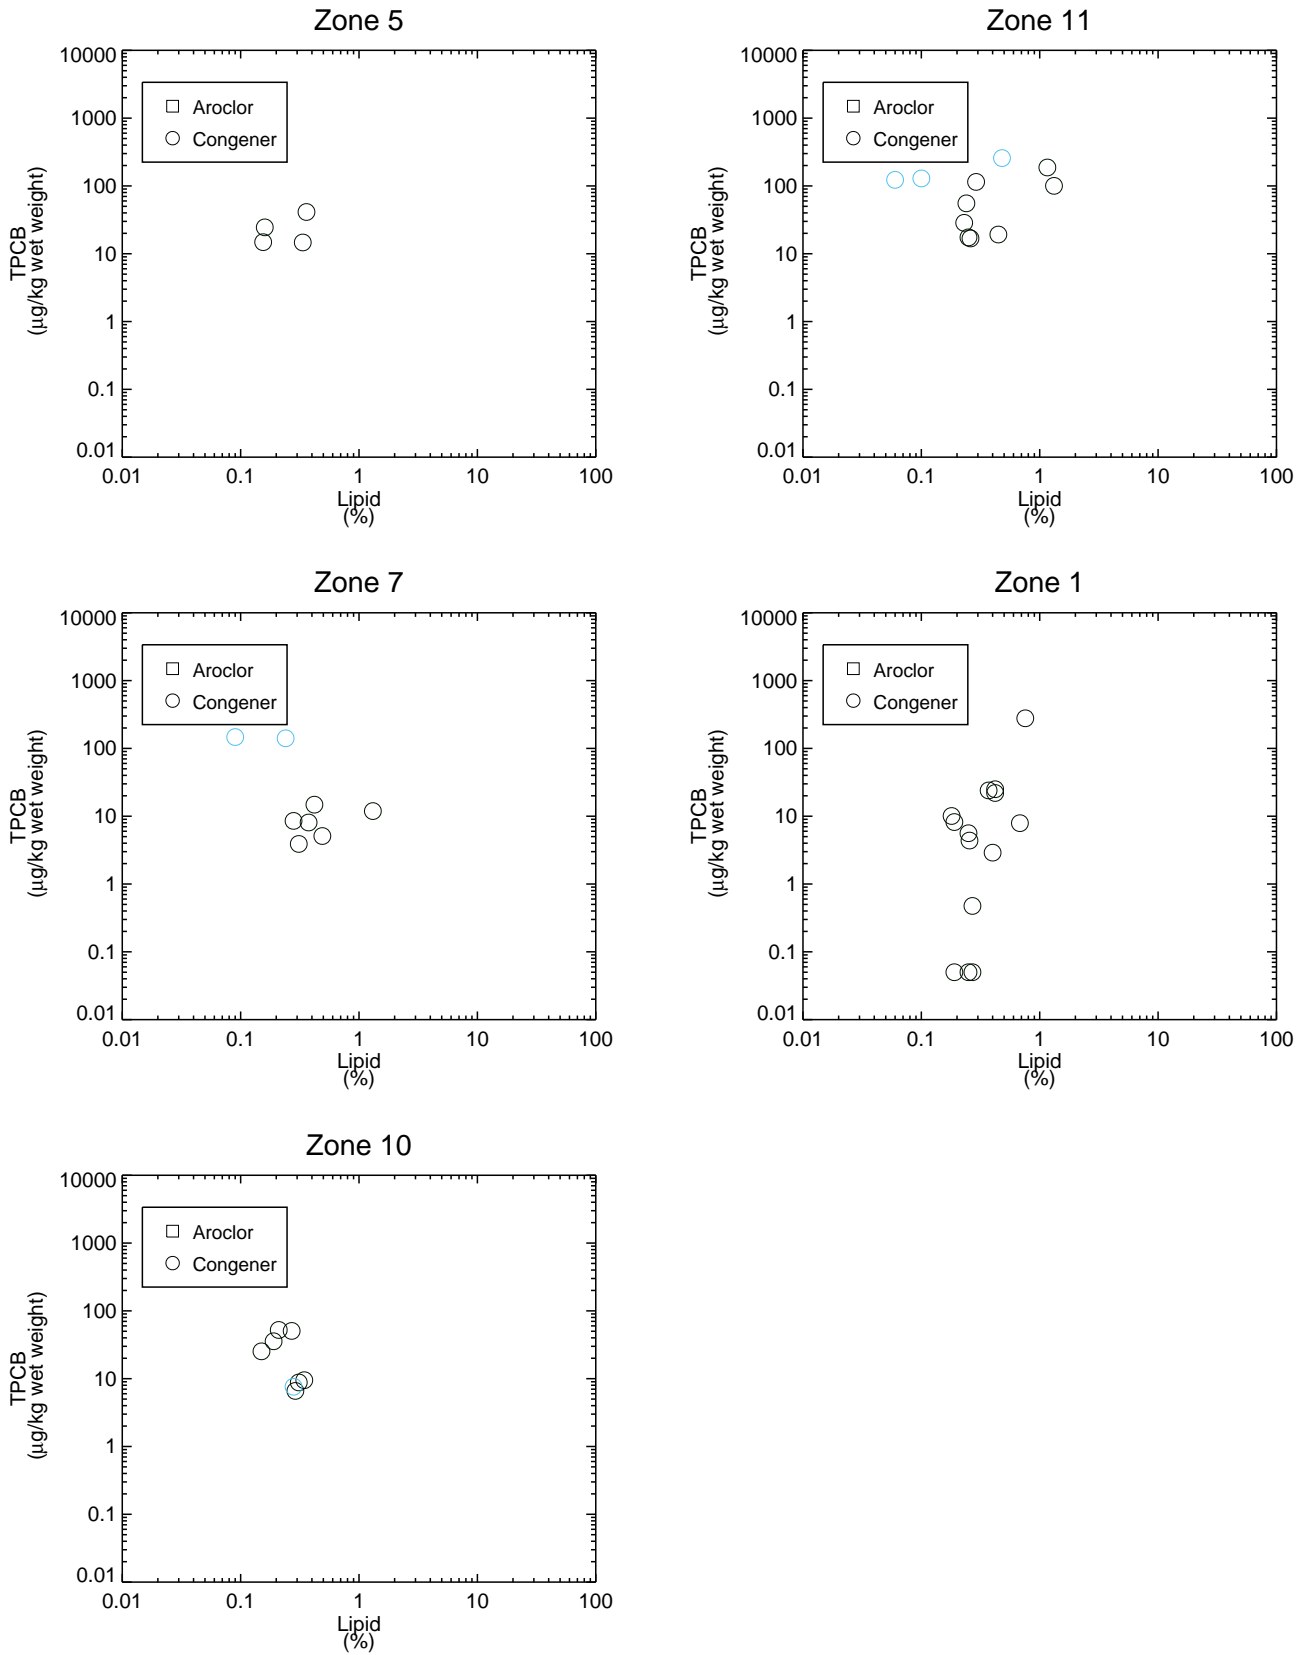 Zone 5
10000
1000
100
10
1
0.1
0.01
TPCB
(µg/kg wet weight)
Aroclor
Congener
0.01 0.1 1 10 100
Lipid
(%)
Zone 11
10000
1000
100
10
1
0.1
0.01
TPCB
(µg/kg wet weight)
Aroclor
Congener
0.01 0.1 1 10 100
Lipid
(%)
Zone 7
10000
1000
100
10
1
0.1
0.01
TPCB
(µg/kg wet weight)
Aroclor
Congener
0.01 0.1 1 10 100
Lipid
(%)
Zone 1
10000
1000
100
10
1
0.1
0.01
TPCB
(µg/kg wet weight)
Aroclor
Congener
0.01 0.1 1 10 100
Lipid
(%)
Zone 10
10000
1000
100
10
1
0.1
0.01
TPCB
(µg/kg wet weight)
Aroclor
Congener
0.01 0.1 1 10 100
Lipid
(%)